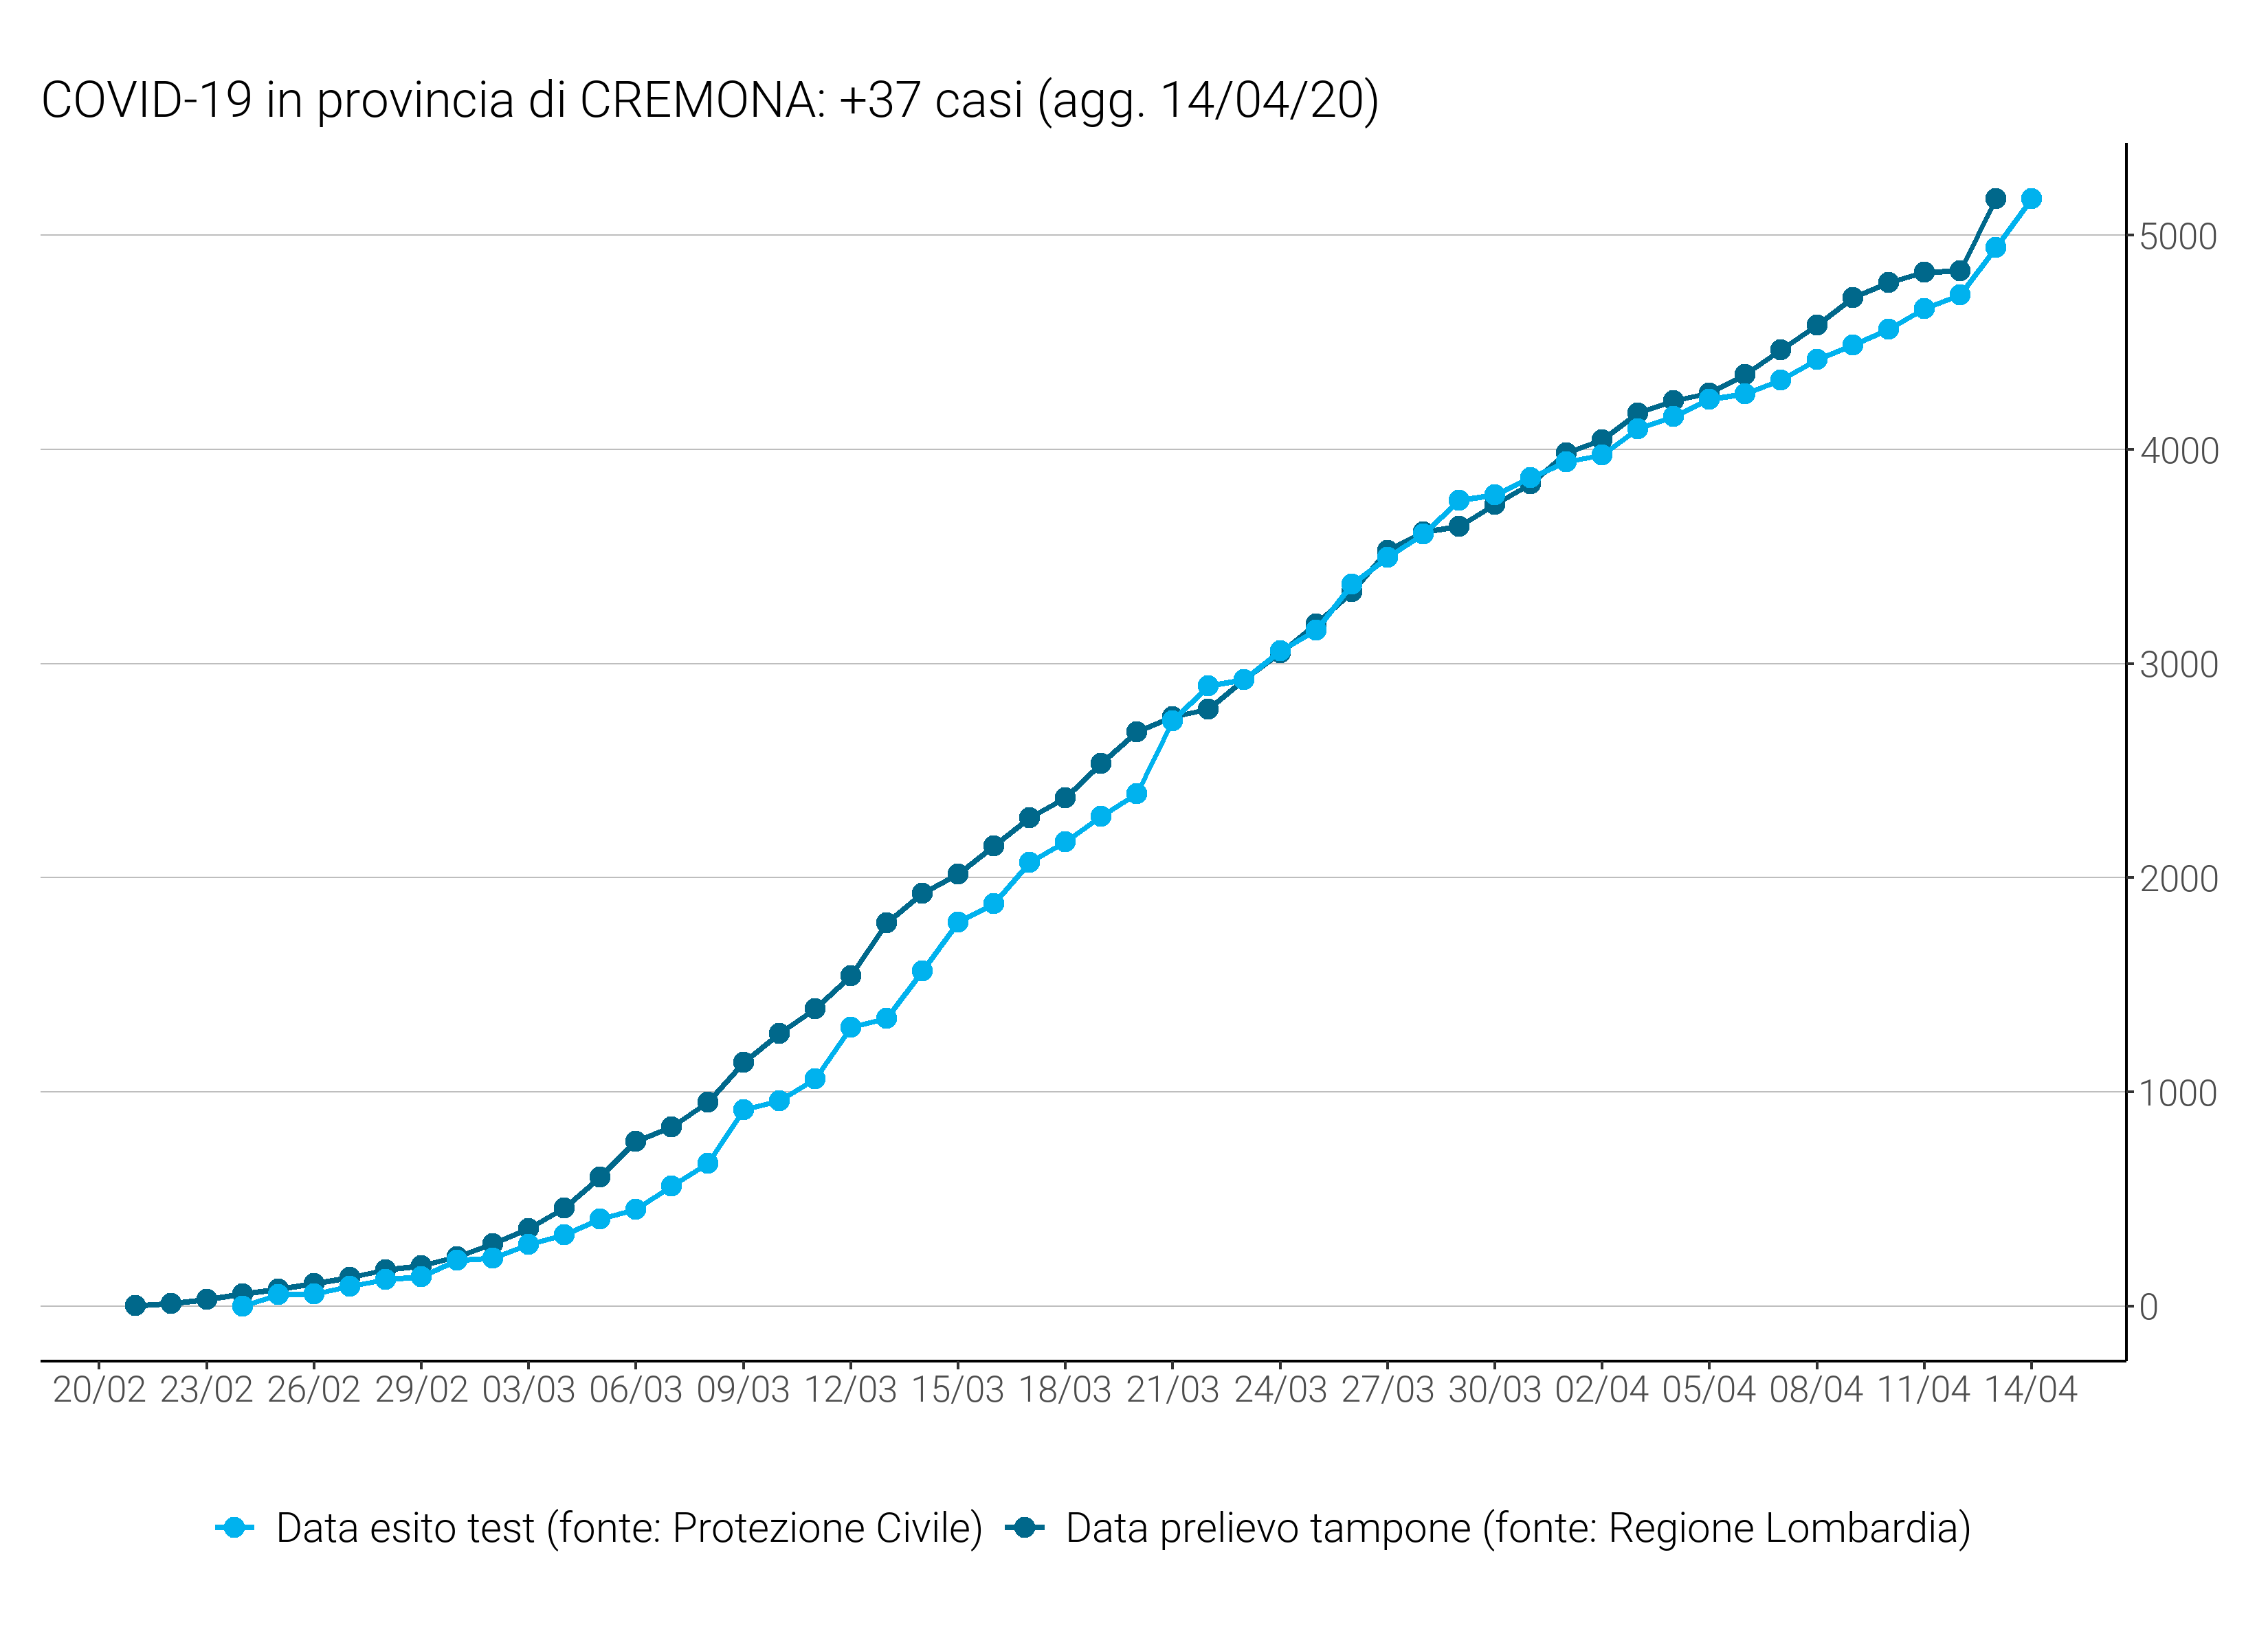 COVID-19 in provincia di CREMONA: +37 casi (agg. 14/04/20)
5000
4000
3000
2000
1000
0
20/02 23/02 26/02 29/02 03/03 06/03 09/03 12/03 15/03 18/03 21/03 24/03 27/03 30/03 02/04 05/04 08/04 11/04 14/04
Data esito test (fonte: Protezione Civile) Data prelievo tampone (fonte: Regione Lombardia)